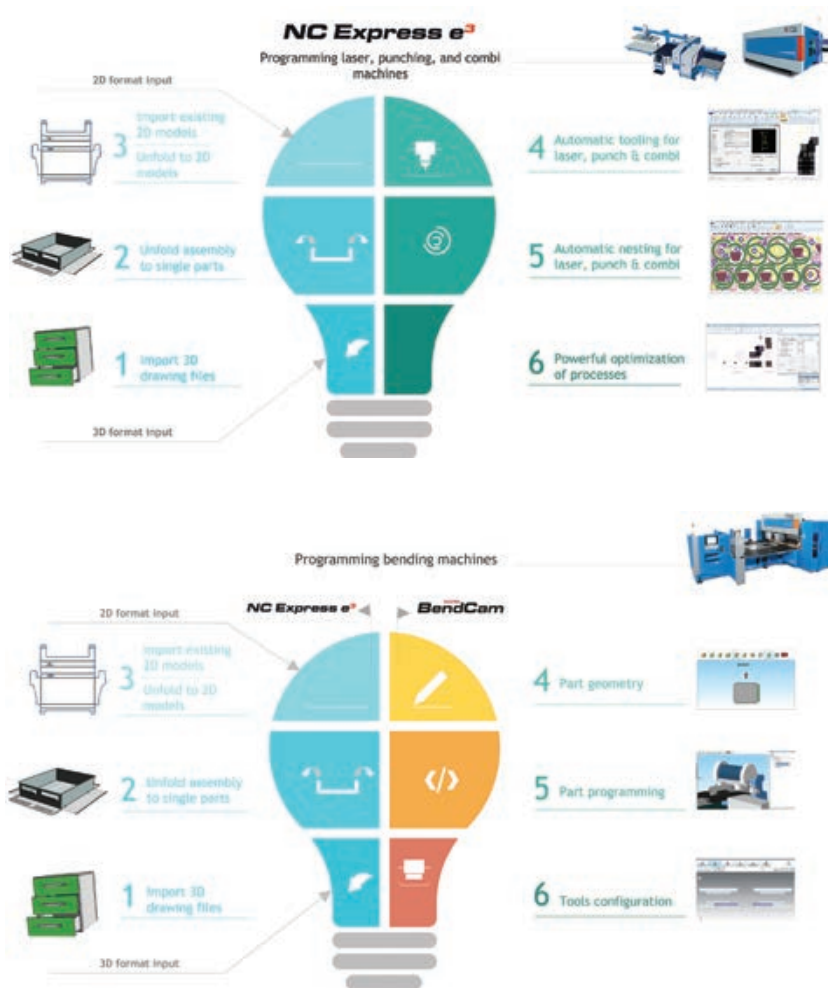 NC Express e³
Programming laser, punching, and combi
machines
2D format input
3
Import existing
2D models
Unfold to 2D
models
2
Unfold assembly
to single parts
1
Import 3D
drawing files
3D format input
4
Automatic tooling for
laser, punch & combi
5
Automatic nesting for
laser, punch & combi
6
Powerful optimization
of processes
Programming bending machines
2D format input
NC Express e³
BendCam
3
Import existing
2D models
Unfold to 2D
models
2
Unfold assembly
to single parts
1
Import 3D
drawing files
3D format input
4
Part geometry
5
Part programming
6
Tools configuration